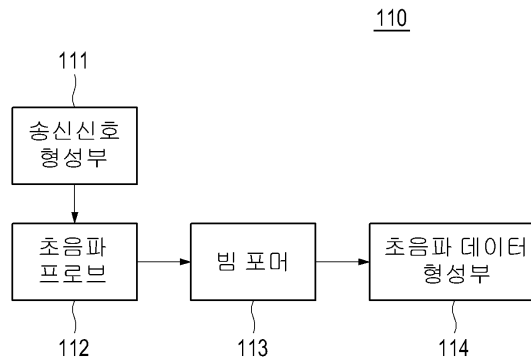 110
111
송신신호
형성부
초음파
프로브
빔 포머
초음파 데이터
형성부
112
113
114